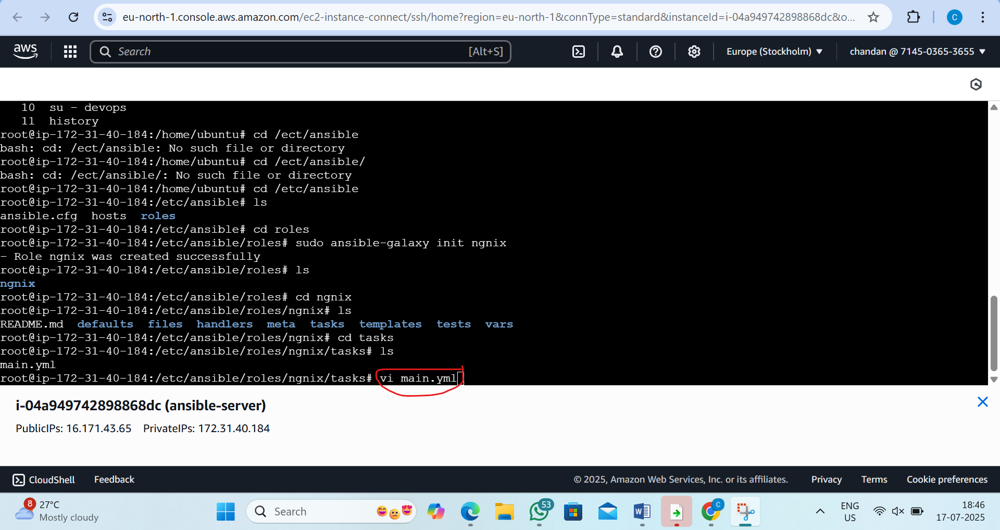 eu-north-1.console.aws.amazon.com/ec2-instance-connect/ssh/home?region=eu-north-1&connType=standard&instanceId=i-04a949742898868dc&o...
C
aws
Search
[Alt+S]
Europe (Stockholm)
chandan @ 7145-0365-3655
10  su - devops
11  history
root@ip-172-31-40-184:/home/ubuntu# cd /ect/ansible
bash: cd: /ect/ansible: No such file or directory
root@ip-172-31-40-184:/home/ubuntu# cd /ect/ansible/
bash: cd: /ect/ansible/: No such file or directory
root@ip-172-31-40-184:/home/ubuntu# cd /etc/ansible
root@ip-172-31-40-184:/etc/ansible# ls
ansible.cfg  hosts  roles
root@ip-172-31-40-184:/etc/ansible# cd roles
root@ip-172-31-40-184:/etc/ansible/roles# sudo ansible-galaxy init ngnix
- Role ngnix was created successfully
root@ip-172-31-40-184:/etc/ansible/roles# ls
ngnix
root@ip-172-31-40-184:/etc/ansible/roles# cd ngnix
root@ip-172-31-40-184:/etc/ansible/roles/ngnix# ls
README.md  defaults  files  handlers  meta  tasks  templates  tests  vars
root@ip-172-31-40-184:/etc/ansible/roles/ngnix# cd tasks
root@ip-172-31-40-184:/etc/ansible/roles/ngnix/tasks# ls
main.yml
root@ip-172-31-40-184:/etc/ansible/roles/ngnix/tasks# vi main.yml
i-04a949742898868dc (ansible-server)
PublicIPs: 16.171.43.65 PrivateIPs: 172.31.40.184
CloudShell
Feedback
© 2025, Amazon Web Services, Inc. or its affiliates.
Privacy
Terms
Cookie preferences
8
27°C
Mostly cloudy
Search
53
W
C
ENG
US
18:46
17-07-2025